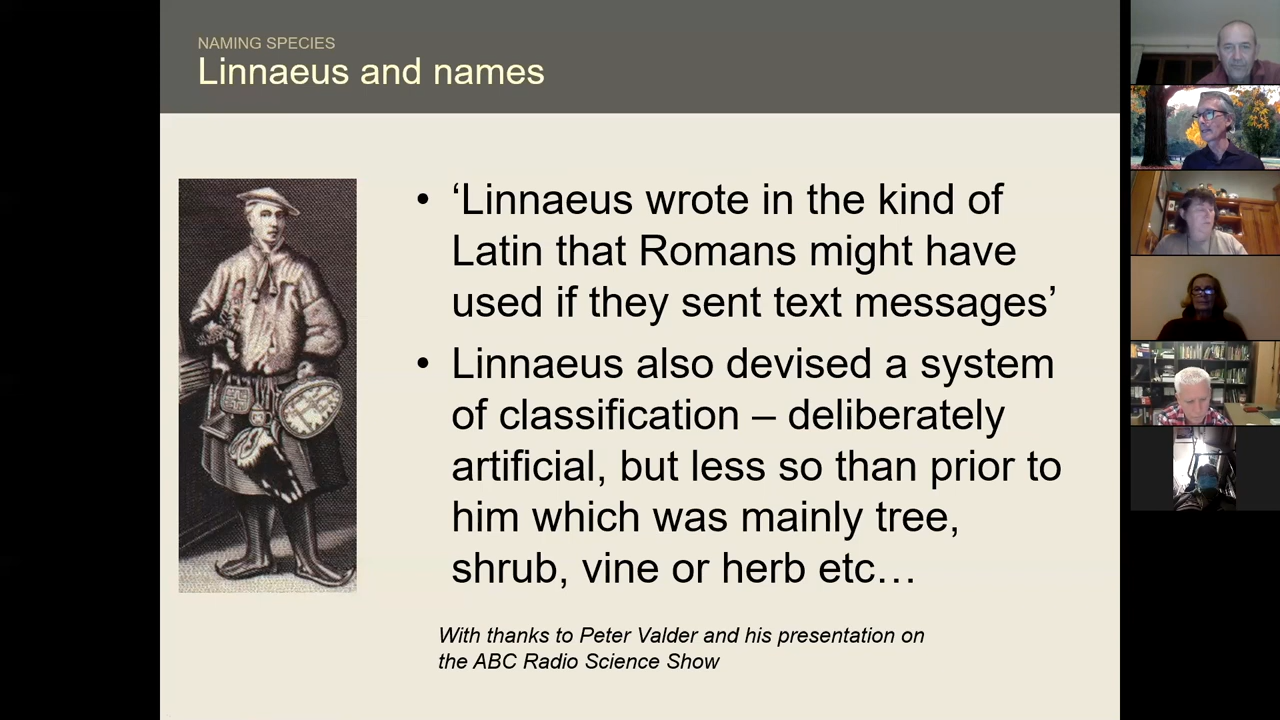 NAMING SPECIES
Linnaeus and names
• ‘Linnaeus wrote in the kind of
Latin that Romans might have
used if they sent text messages’
• Linnaeus also devised a system
of classification – deliberately
artificial, but less so than prior to
him which was mainly tree,
shrub, vine or herb etc…
With thanks to Peter Valder and his presentation on
the ABC Radio Science Show